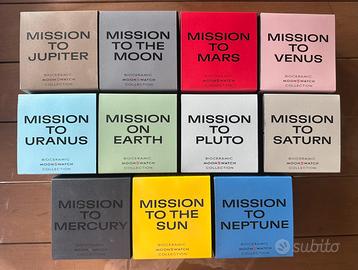 MISSION
TO
JUPITER
BIOCERAMIC
MOONSWATCH
COLLECTION
MISSION
TO THE
MOON
BIOCERAMIC
MOONSWATCH
COLLECTION
MISSION
TO
MARS
BIOCERAMIC
MOONSWATCH
COLLECTION
MISSION
TO
VENUS
BIOCERAMIC
MOONSWATCH
COLLECTION
MISSION
TO
URANUS
BIOCERAMIC
MOONSWATCH
COLLECTION
MISSION
ON
EARTH
BIOCERAMIC
MOONSWATCH
COLLECTION
MISSION
TO
PLUTO
BIOCERAMIC
MOONSWATCH
COLLECTION
MISSION
TO
SATURN
BIOCERAMIC
MOONSWATCH
COLLECTION
MISSION
TO
MERCURY
BIOCERAMIC
MOONSWATCH
COLLECTION
MISSION
TO THE
SUN
BIOCERAMIC
MOONSWATCH
COLLECTION
MISSION
TO
NEPTUNE
BIOCERAMIC
MOONSWATCH
COLLECTION
subito